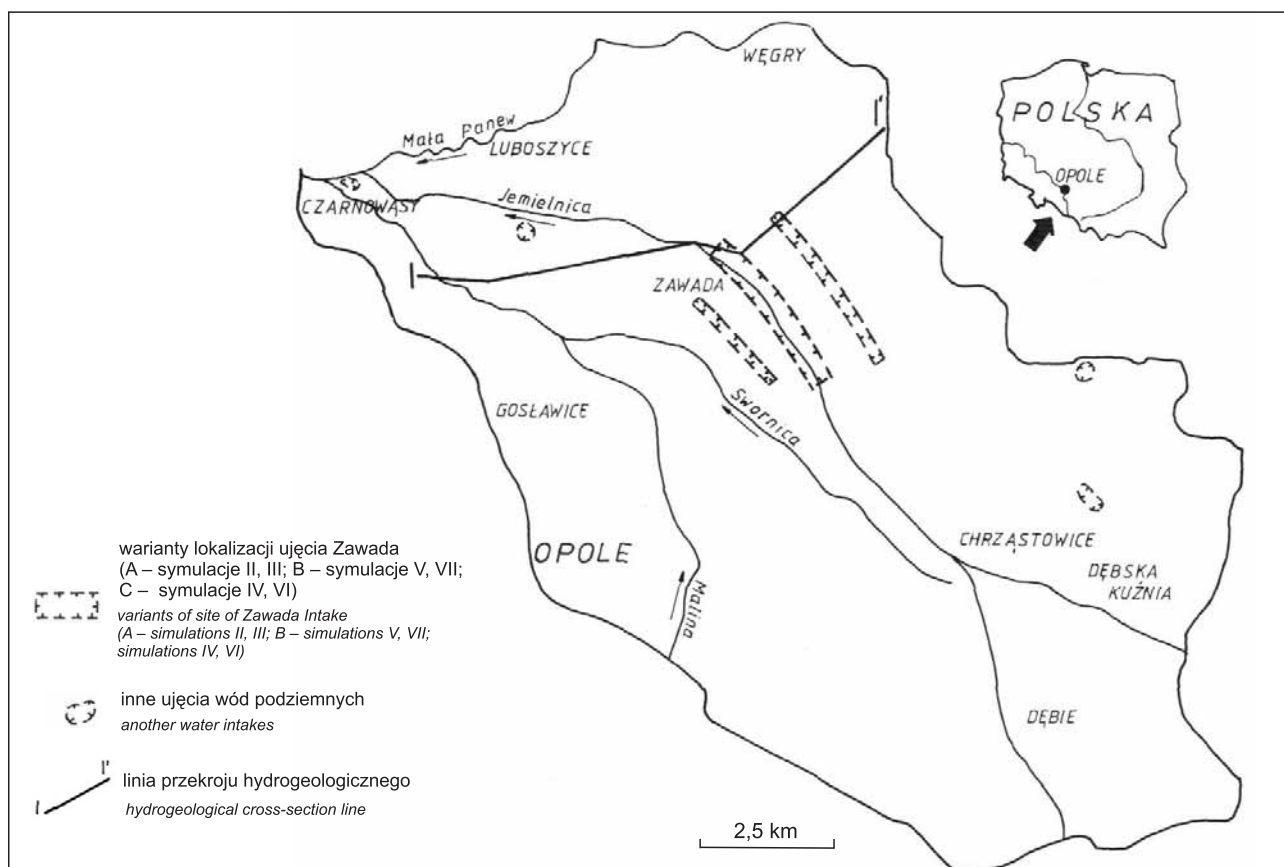 WĘGRY
I'
POLSKA
OPOLE
Mała Panew
LUBOSZYCE
CZARNOWĄSY
Jemielnica
I
ZAWADA
GOSŁAWICE
Swornica
OPOLE
Malina
CHRZĄSTOWICE
DĘBSKA
KUŹNIA
DĘBIE
warianty lokalizacji ujęcia Zawada
(A – symulacje II, III; B – symulacje V, VII;
C – symulacje IV, VI)
variants of site of Zawada Intake
(A – simulations II, III; B – simulations V, VII;
simulations IV, VI)
inne ujęcia wód podziemnych
another water intakes
I'
I
linia przekroju hydrogeologicznego
hydrogeological cross-section line
2,5 km